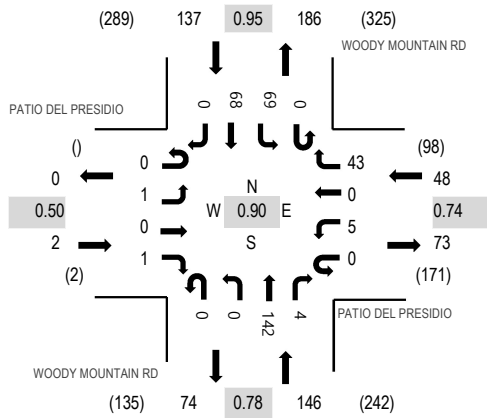 (289) 137 0.95 186 (325)
WOODY MOUNTAIN RD
0 68 69 0
PATIO DEL PRESIDIO
() 0 43 (98)
0 1 N 0 48
0.50 0 W 0.90 E 5 0.74
2 1 S 0 73
(2) (171)
0 0 142 4
PATIO DEL PRESIDIO
WOODY MOUNTAIN RD
(135) 74 0.78 146 (242)